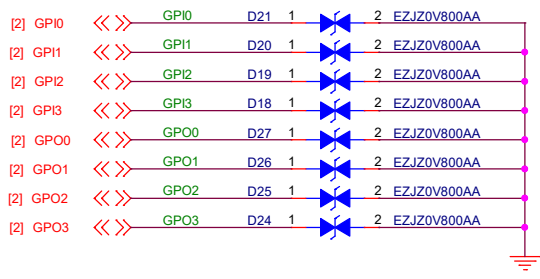 [2] GPI0 GPI0 D21 1 2 EZJZ0V800AA
[2] GPI1 GPI1 D20 1 2 EZJZ0V800AA
[2] GPI2 GPI2 D19 1 2 EZJZ0V800AA
[2] GPI3 GPI3 D18 1 2 EZJZ0V800AA
[2] GPO0 GPO0 D27 1 2 EZJZ0V800AA
[2] GPO1 GPO1 D26 1 2 EZJZ0V800AA
[2] GPO2 GPO2 D25 1 2 EZJZ0V800AA
[2] GPO3 GPO3 D24 1 2 EZJZ0V800AA